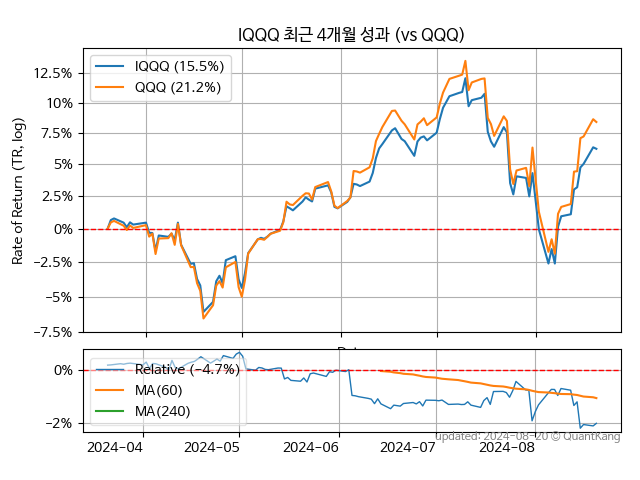 IQQQ 최근 4개월 성과 (vs QQQ)
Rate of Return (TR, log)
12.5%
10%
7.5%
5%
2.5%
0%
−2.5%
−5%
−7.5%
IQQQ (15.5%)
QQQ (21.2%)
0%
−2%
Relative (−4.7%)
MA(60)
MA(240)
updated: 2024-08-20 © QuantKang
2024-04
2024-05
2024-06
2024-07
2024-08